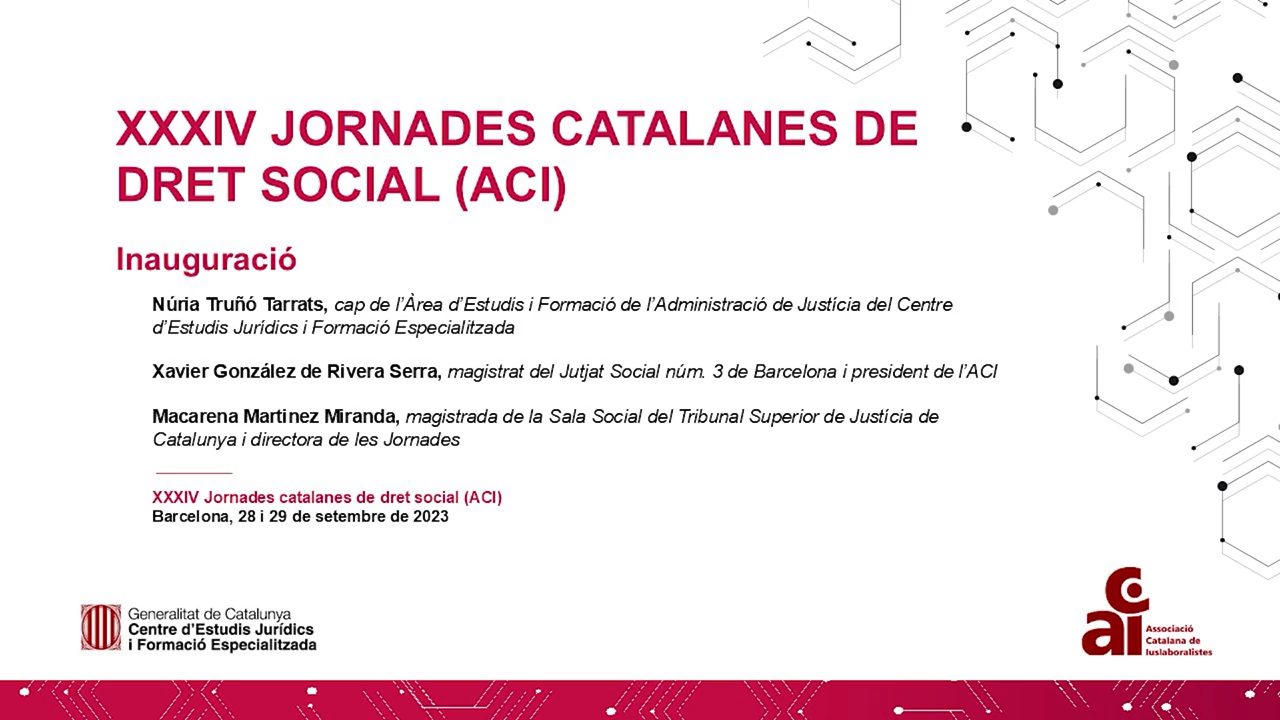 XXXIV JORNADES CATALANES DE
DRET SOCIAL (ACI)
Inauguració
Núria Truñó Tarrats, cap de l’Àrea d’Estudis i Formació de l’Administració de Justícia del Centre
d’Estudis Jurídics i Formació Especialitzada
Xavier González de Rivera Serra, magistrat del Jutjat Social núm. 3 de Barcelona i president de l’ACI
Macarena Martinez Miranda, magistrada de la Sala Social del Tribunal Superior de Justícia de
Catalunya i directora de les Jornades
XXXIV Jornades catalanes de dret social (ACI)
Barcelona, 28 i 29 de setembre de 2023
Generalitat de Catalunya
Centre d’Estudis Jurídics
i Formació Especialitzada
aci
Associació
Catalana de
Iuslaboralistes